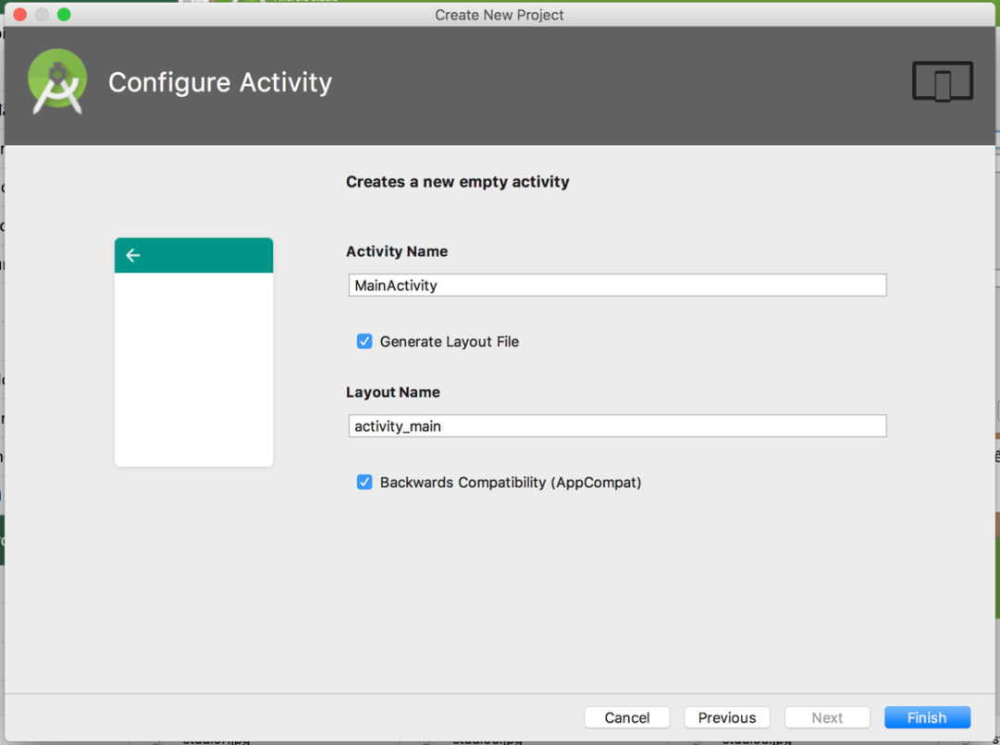 Create New Project
Configure Activity
Creates a new empty activity
Activity Name
MainActivity
Generate Layout File
Layout Name
activity_main
Backwards Compatibility (AppCompat)
Cancel
Previous
Next
Finish